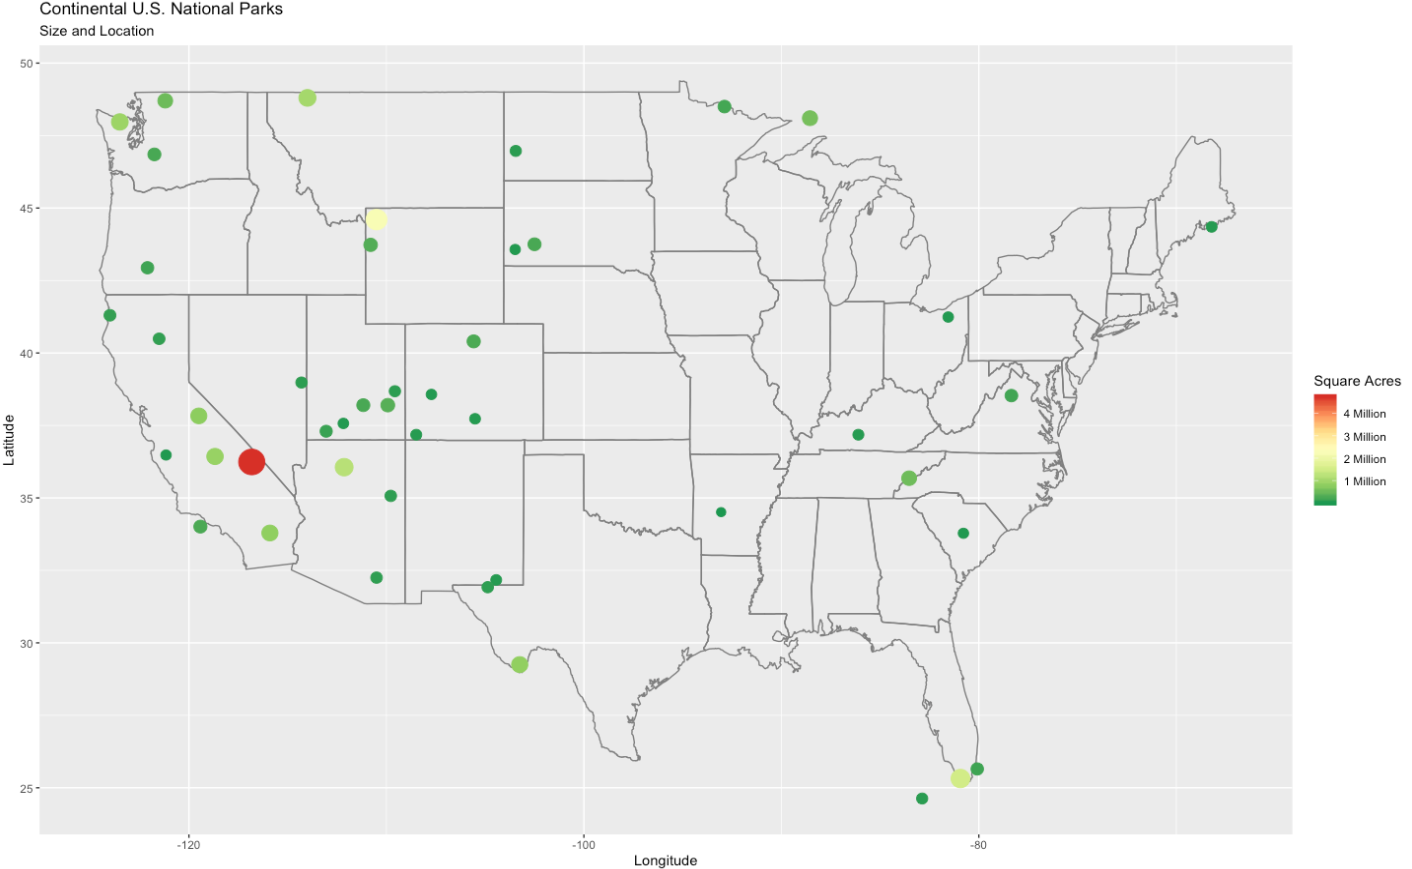 Continental U.S. National Parks
Size and Location
50
45
40
35
30
25
Latitude
-120
-100
-80
Longitude
Square Acres
4 Million
3 Million
2 Million
1 Million